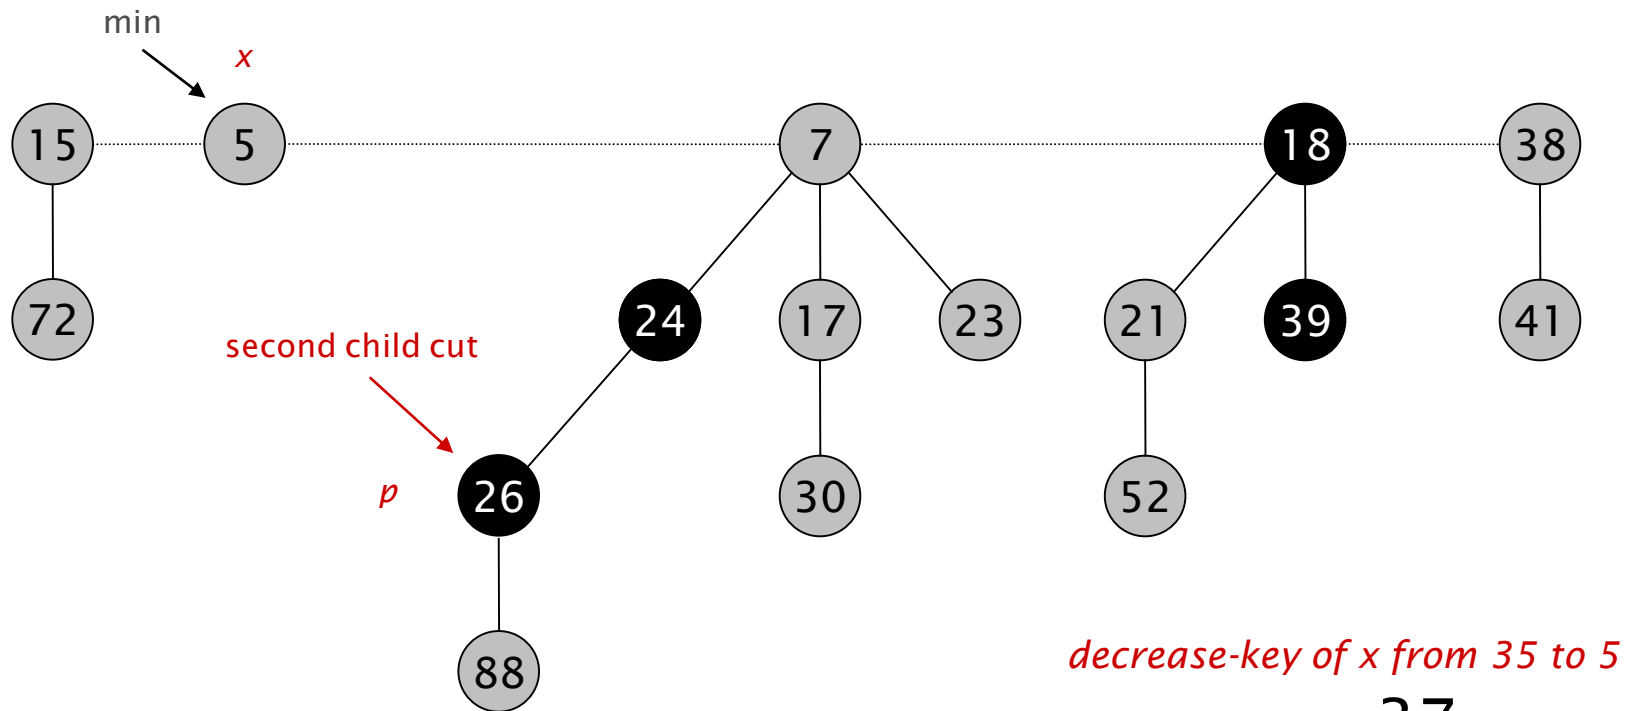 min
x
15 5 7 18 38
72 24 17 23 21 39 41
second child cut
p 26 30 52
88
decrease-key of x from 35 to 5
37